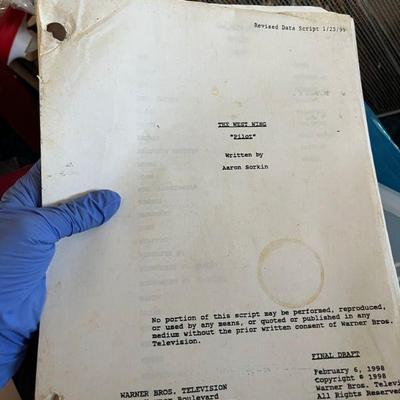 Revised Data Script 1/25/99
THE WEST WING
"Pilot"
Written by
Aaron Sorkin
No portion of this script may be performed, reproduced,
or used by any means, or quoted or published in any
medium without the prior written consent of Warner Bros.
Television.
FINAL DRAFT
February 6, 1998
Copyright © 1998
Warner Bros. Televis
All Rights Reserved
WARNER BROS. TELEVISION
Boulevard